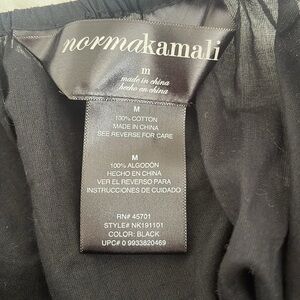 normakamali
m
made in china
hecho en china
M
100% COTTON
MADE IN CHINA
SEE REVERSE FOR CARE
M
100% ALGODÓN
HECHO EN CHINA
VER EL REVERSO PARA
INSTRUCCIONES DE CUIDADO
RN# 45701
STYLE# NK191101
COLOR: BLACK
UPC# 0 9933820469